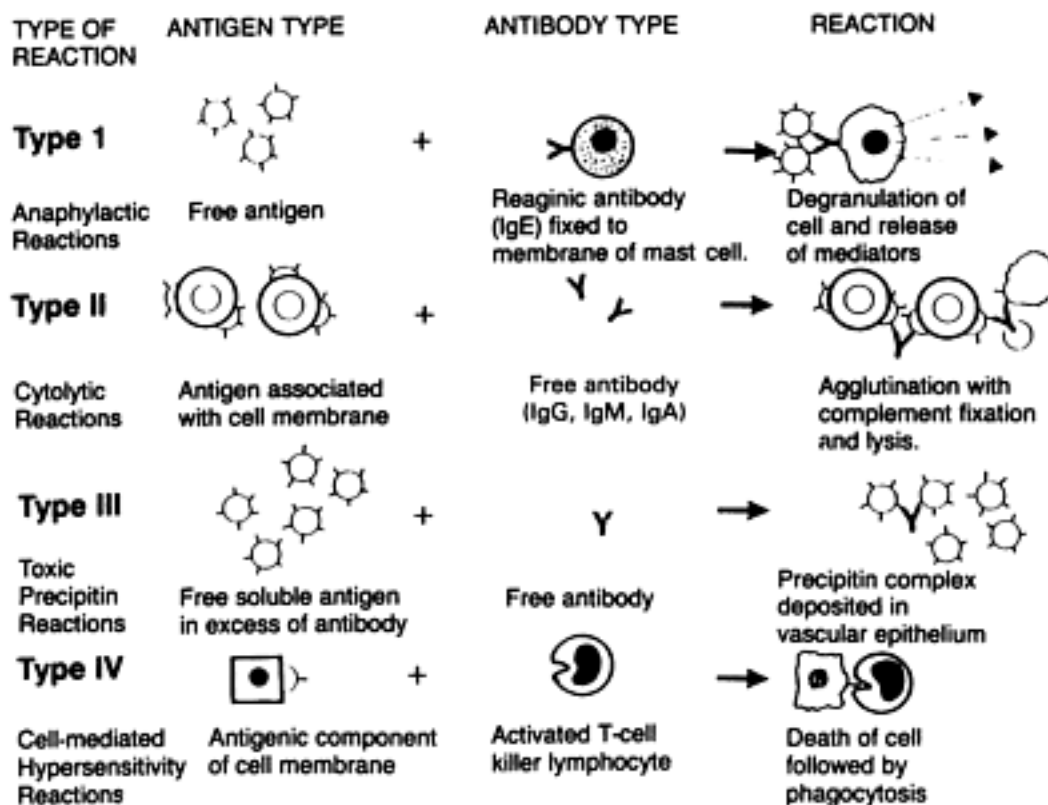 TYPE OF REACTION
ANTIGEN TYPE
ANTIBODY TYPE
REACTION
Type 1
+
Anaphylactic
Reactions
Free antigen
Reaginic antibody
(IgE) fixed to
membrane of mast cell.
Degranulation of
cell and release
of mediators
Type II
+
Cytolytic
Reactions
Antigen associated
with cell membrane
Free antibody
(IgG, IgM, IgA)
Agglutination with
complement fixation
and lysis.
Type III
+
Toxic
Precipitin
Reactions
Free soluble antigen
in excess of antibody
Free antibody
Precipitin complex
deposited in
vascular epithelium
Type IV
+
Cell-mediated
Hypersensitivity
Reactions
Antigenic component
of cell membrane
Activated T-cell
killer lymphocyte
Death of cell
followed by
phagocytosis